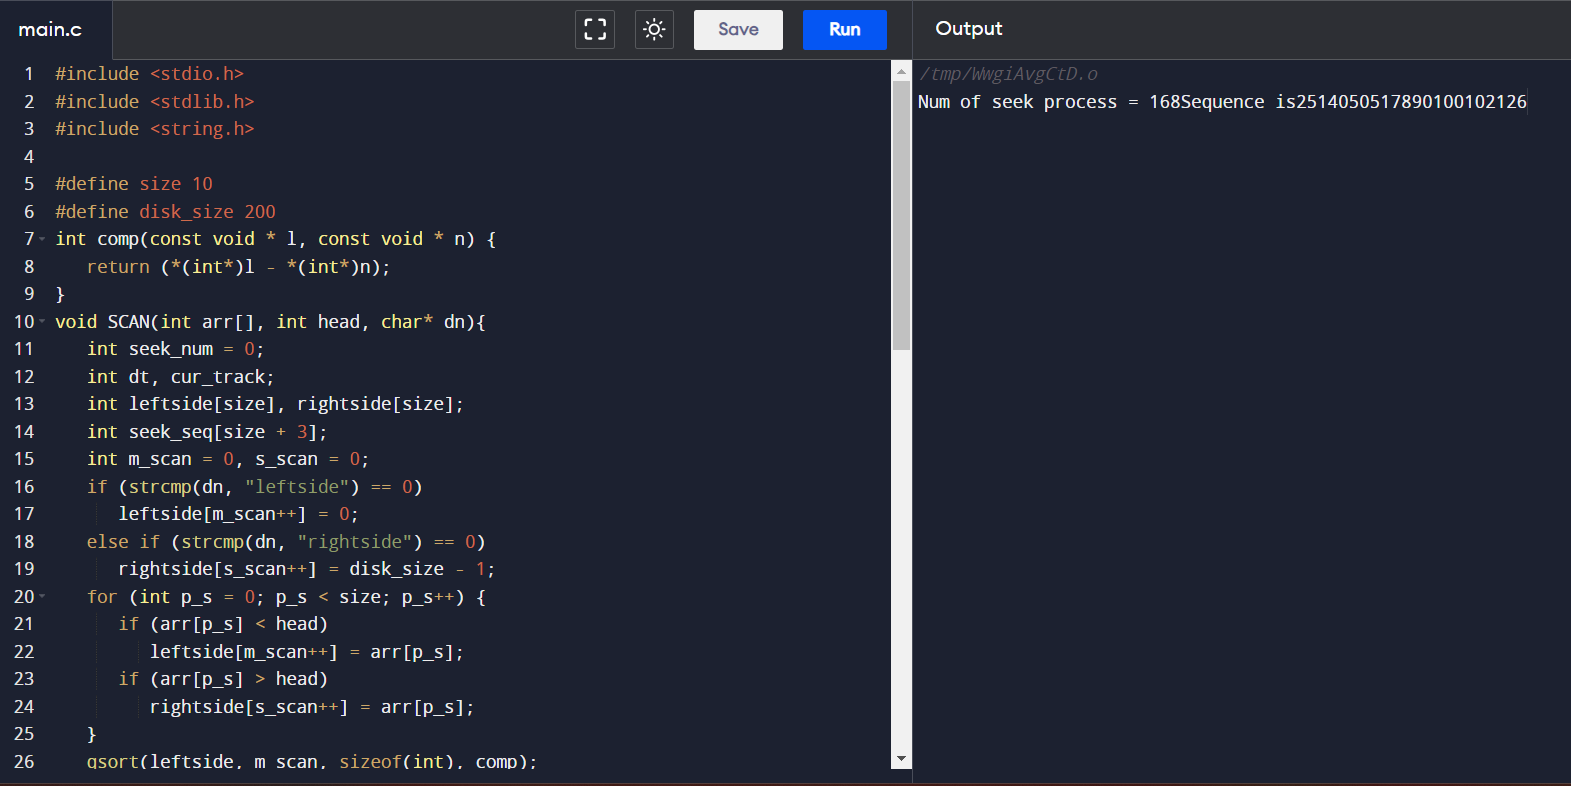 main.c
Save
Run
Output
1 #include <stdio.h>
2 #include <stdlib.h>
3 #include <string.h>
4
5 #define size 10
6 #define disk_size 200
7 int comp(const void * l, const void * n) {
8 return (*(int*)l - *(int*)n);
9 }
10 void SCAN(int arr[], int head, char* dn){
11 int seek_num = 0;
12 int dt, cur_track;
13 int leftside[size], rightside[size];
14 int seek_seq[size + 3];
15 int m_scan = 0, s_scan = 0;
16 if (strcmp(dn, "leftside") == 0)
17 leftside[m_scan++] = 0;
18 else if (strcmp(dn, "rightside") == 0)
19 rightside[s_scan++] = disk_size - 1;
20 for (int p_s = 0; p_s < size; p_s++) {
21 if (arr[p_s] < head)
22 leftside[m_scan++] = arr[p_s];
23 if (arr[p_s] > head)
24 rightside[s_scan++] = arr[p_s];
25 }
26 qsort(leftside, m_scan, sizeof(int), comp);
/tmp/WwgiAvgCtD.o
Num of seek process = 168Sequence is2514050517890100102126